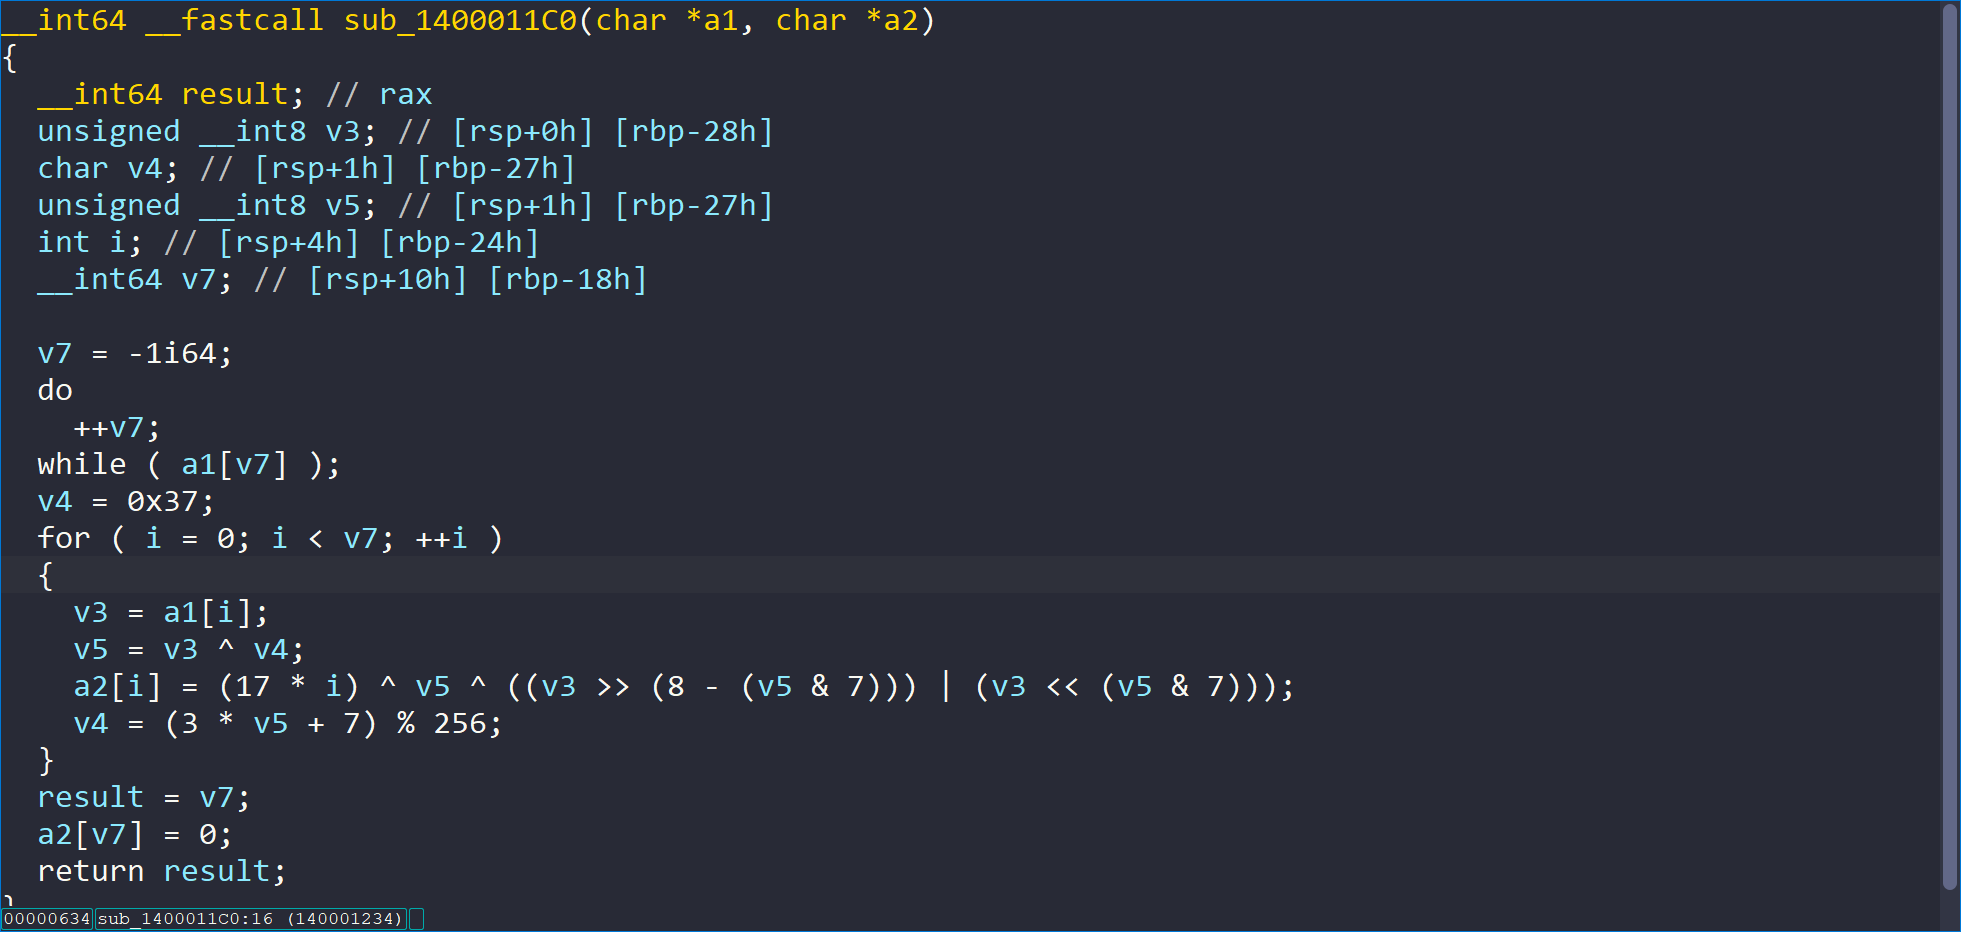 __int64 __fastcall sub_1400011C0(char *a1, char *a2)
{
  __int64 result; // rax
  unsigned __int8 v3; // [rsp+0h] [rbp-28h]
  char v4; // [rsp+1h] [rbp-27h]
  unsigned __int8 v5; // [rsp+1h] [rbp-27h]
  int i; // [rsp+4h] [rbp-24h]
  __int64 v7; // [rsp+10h] [rbp-18h]

  v7 = -1i64;
  do
    ++v7;
  while ( a1[v7] );
  v4 = 0x37;
  for ( i = 0; i < v7; ++i )
  {
    v3 = a1[i];
    v5 = v3 ^ v4;
    a2[i] = (17 * i) ^ v5 ^ ((v3 >> (8 - (v5 & 7))) | (v3 << (v5 & 7)));
    v4 = (3 * v5 + 7) % 256;
  }
  result = v7;
  a2[v7] = 0;
  return result;
}
00000634 sub_1400011C0:16 (140001234)